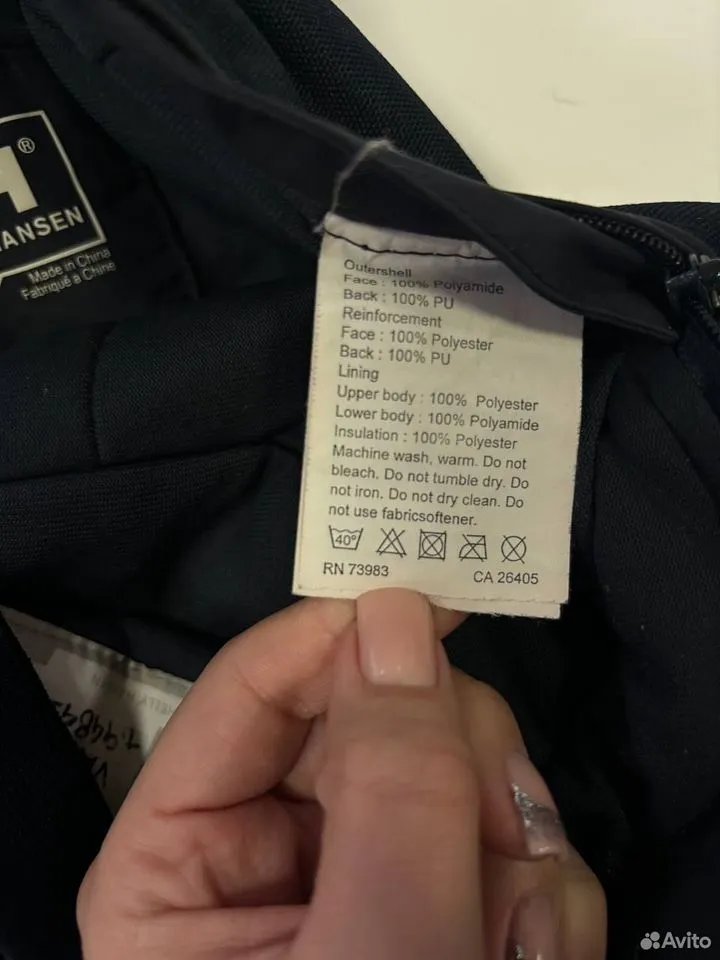 ®
ANSEN
Made in China
Fabriqué à Chine
Outershell
Face : 100% Polyamide
Back : 100% PU
Reinforcement
Face : 100% Polyester
Back : 100% PU
Lining
Upper body : 100% Polyester
Lower body : 100% Polyamide
Insulation : 100% Polyester
Machine wash, warm. Do not
bleach. Do not tumble dry. Do
not iron. Do not dry clean. Do
not use fabricsoftener.
40°
RN 73983 CA 26405
Avito